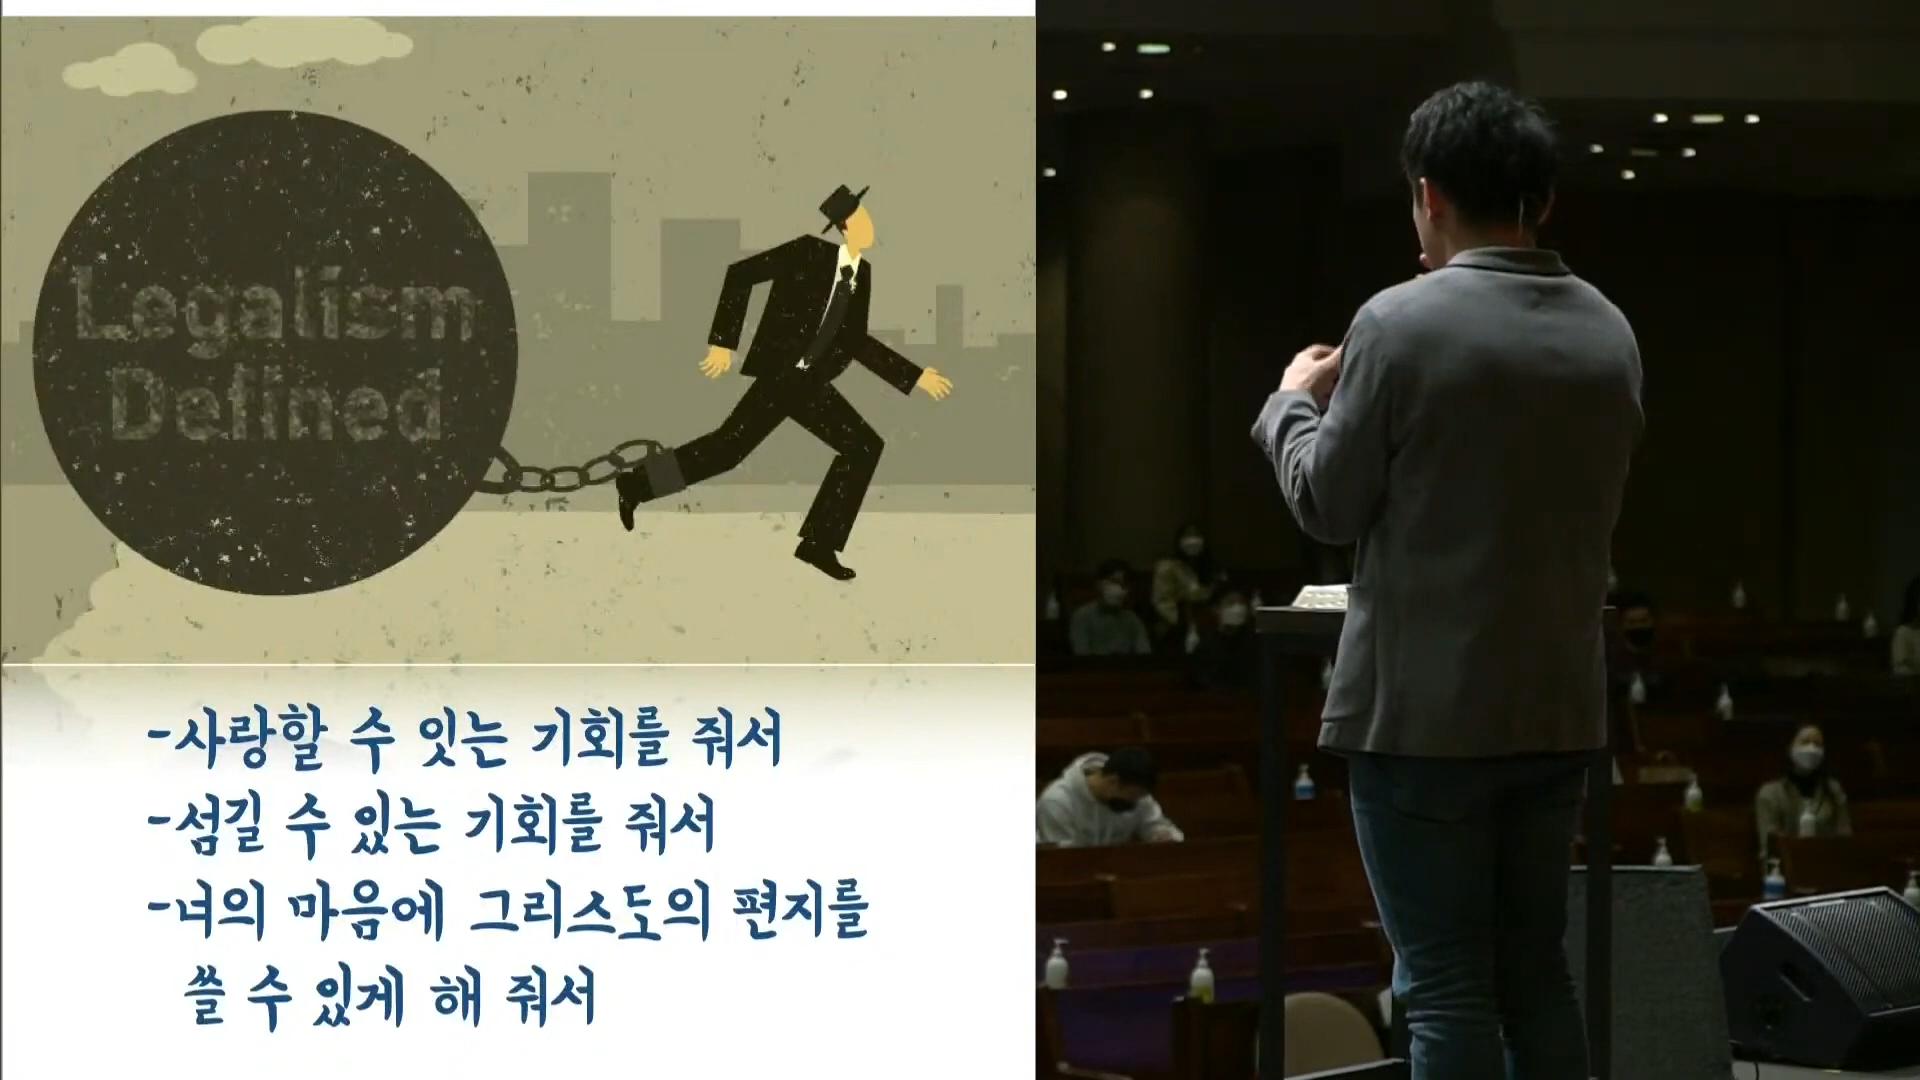 Legalism
Defined
-사랑할 수 잇는 기회를 줘서
-섬길 수 있는 기회를 줘서
-너의 마음에 그리스도의 편지를
쓸 수 있게 해 줘서